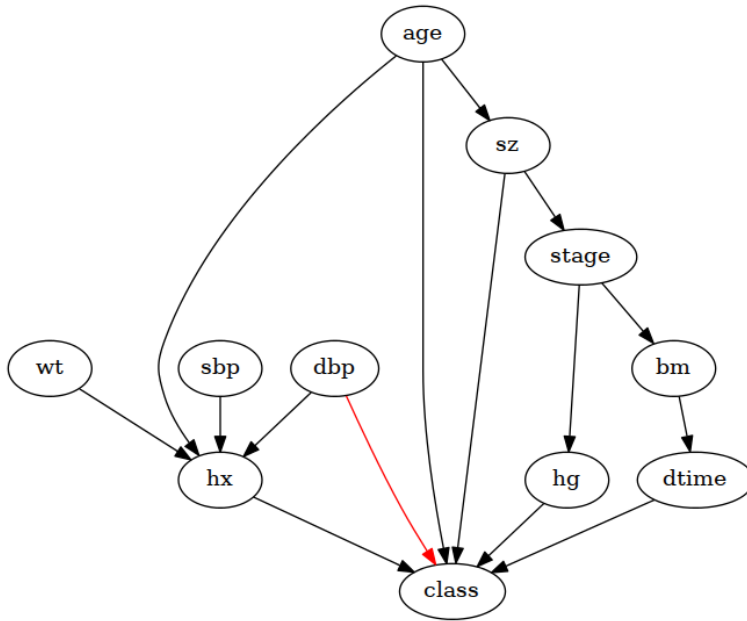 age
sz
stage
wt
sbp
dbp
bm
hx
hg
dtime
class